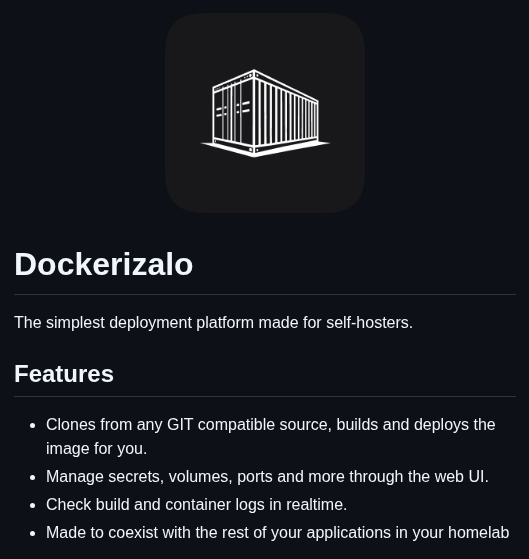 Dockerizalo
The simplest deployment platform made for self-hosters.
Features
Clones from any GIT compatible source, builds and deploys the
image for you.
Manage secrets, volumes, ports and more through the web UI.
Check build and container logs in realtime.
Made to coexist with the rest of your applications in your homelab